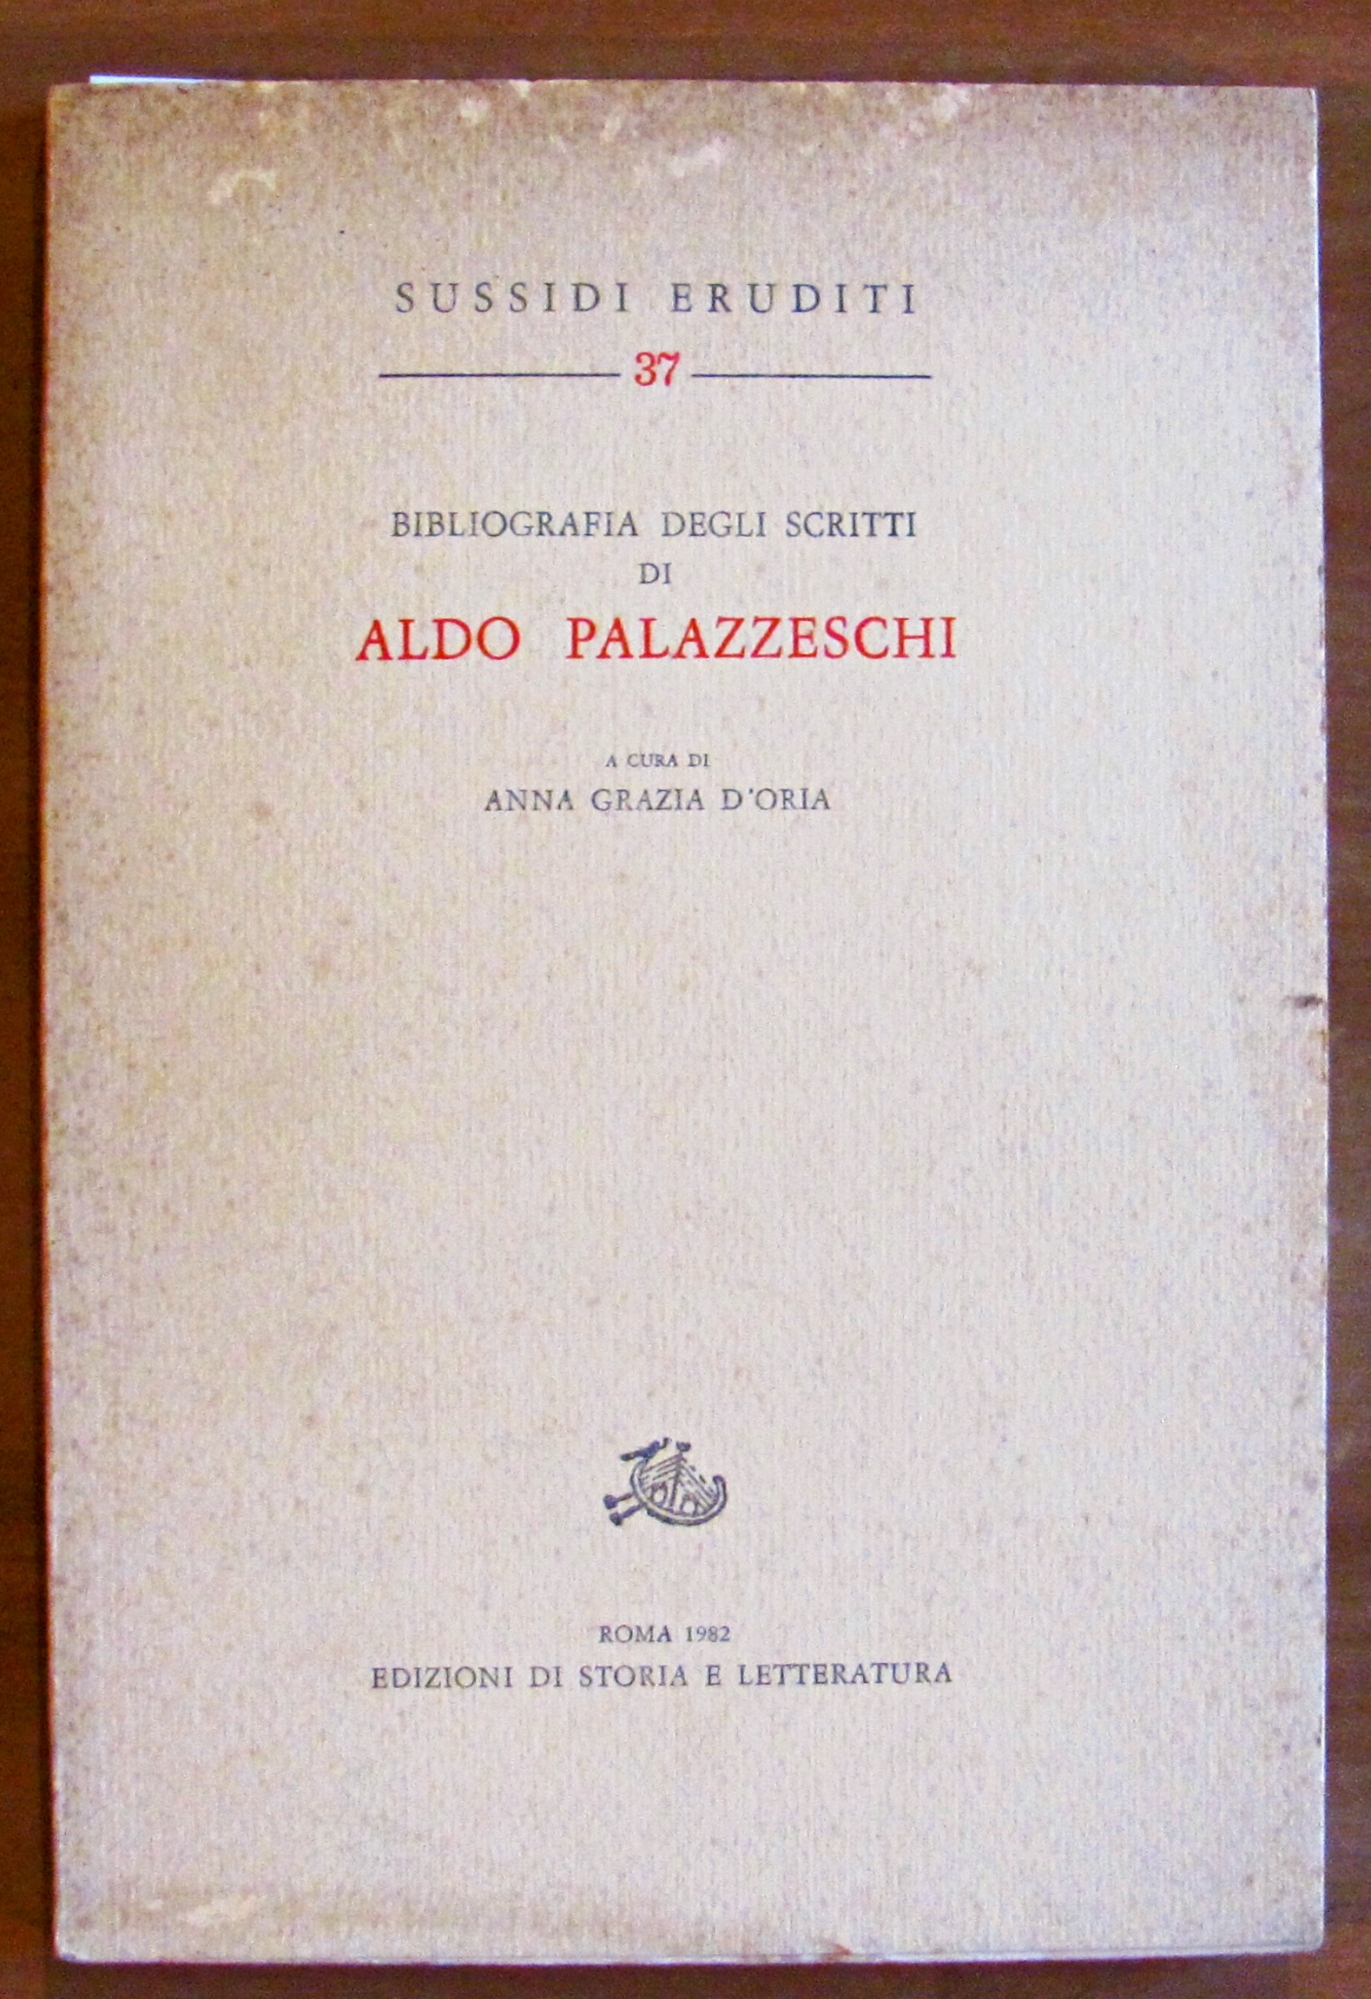 SUSSIDI ERUDITI
37
BIBLIOGRAFIA DEGLI SCRITTI
DI
ALDO PALAZZESCHI
A CURA DI
ANNA GRAZIA D'ORIA
ROMA 1982
EDIZIONI DI STORIA E LETTERATURA